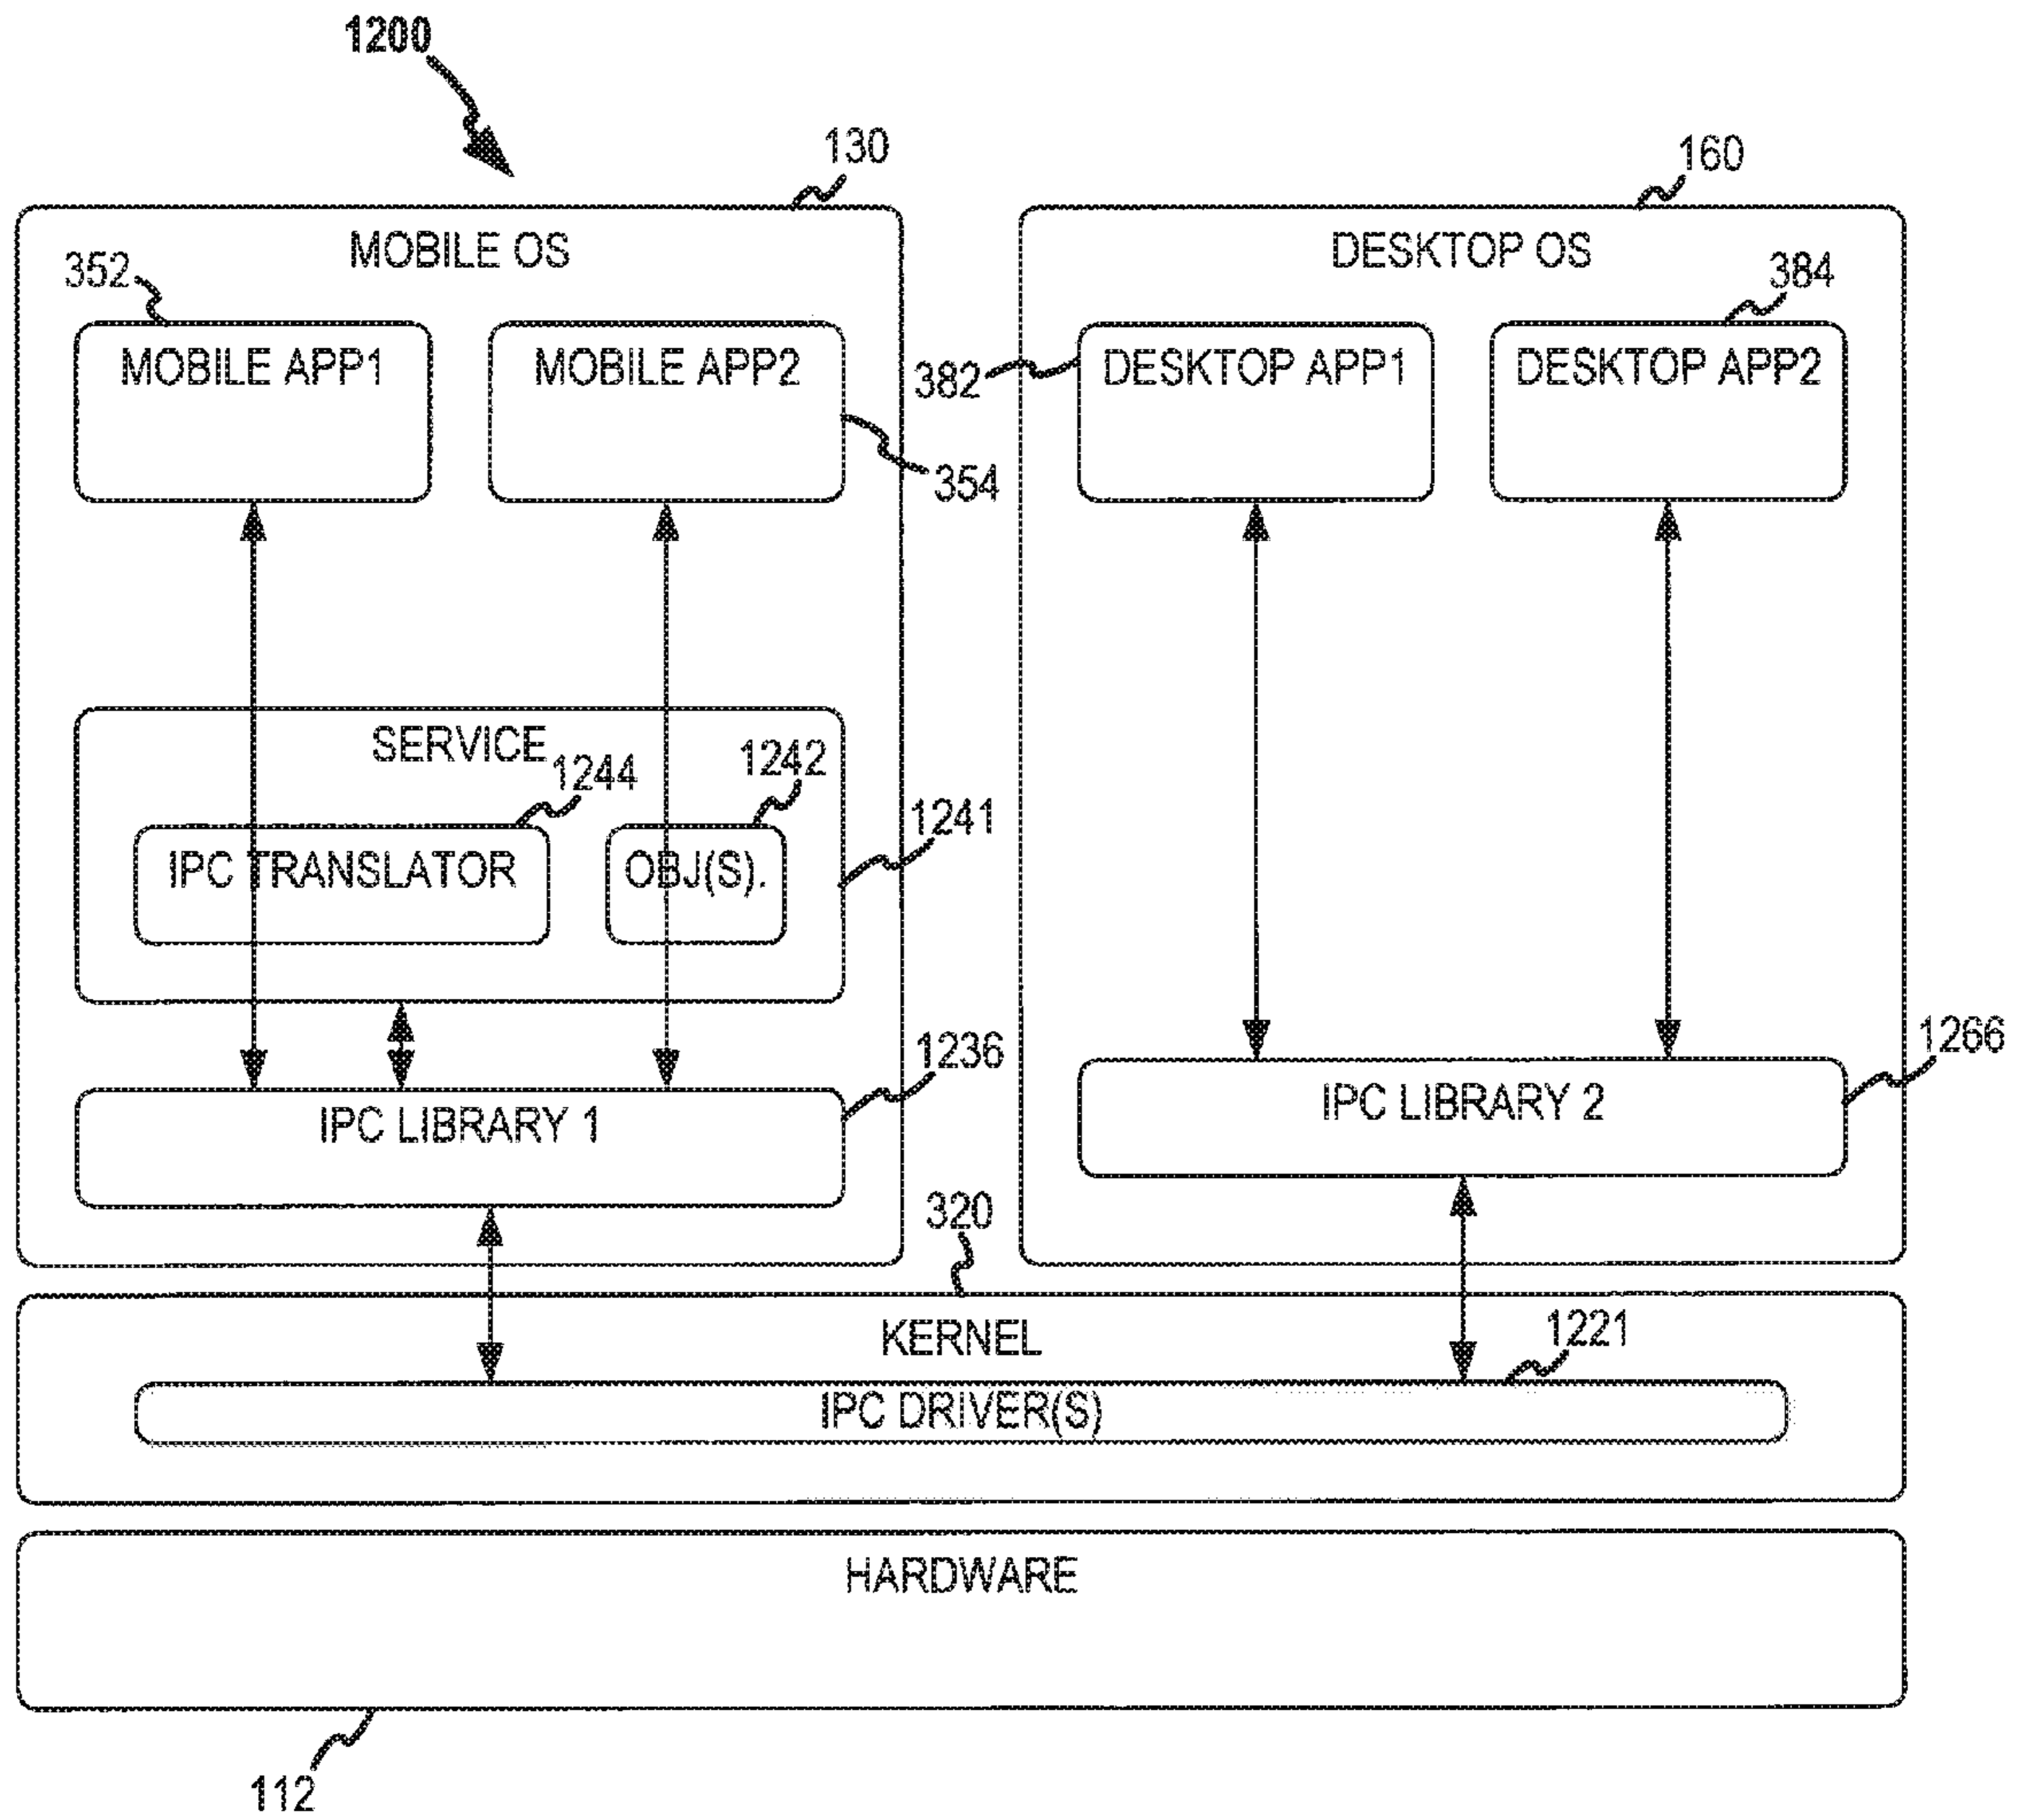 1200
130
160
MOBILE OS
DESKTOP OS
352
384
MOBILE APP1
MOBILE APP2
382
DESKTOP APP1
DESKTOP APP2
354
SERVICE
1244
1242
1241
IPC TRANSLATOR
OBJ(S).
1236
1266
IPC LIBRARY 1
IPC LIBRARY 2
320
KERNEL
1221
IPC DRIVER(S)
HARDWARE
112